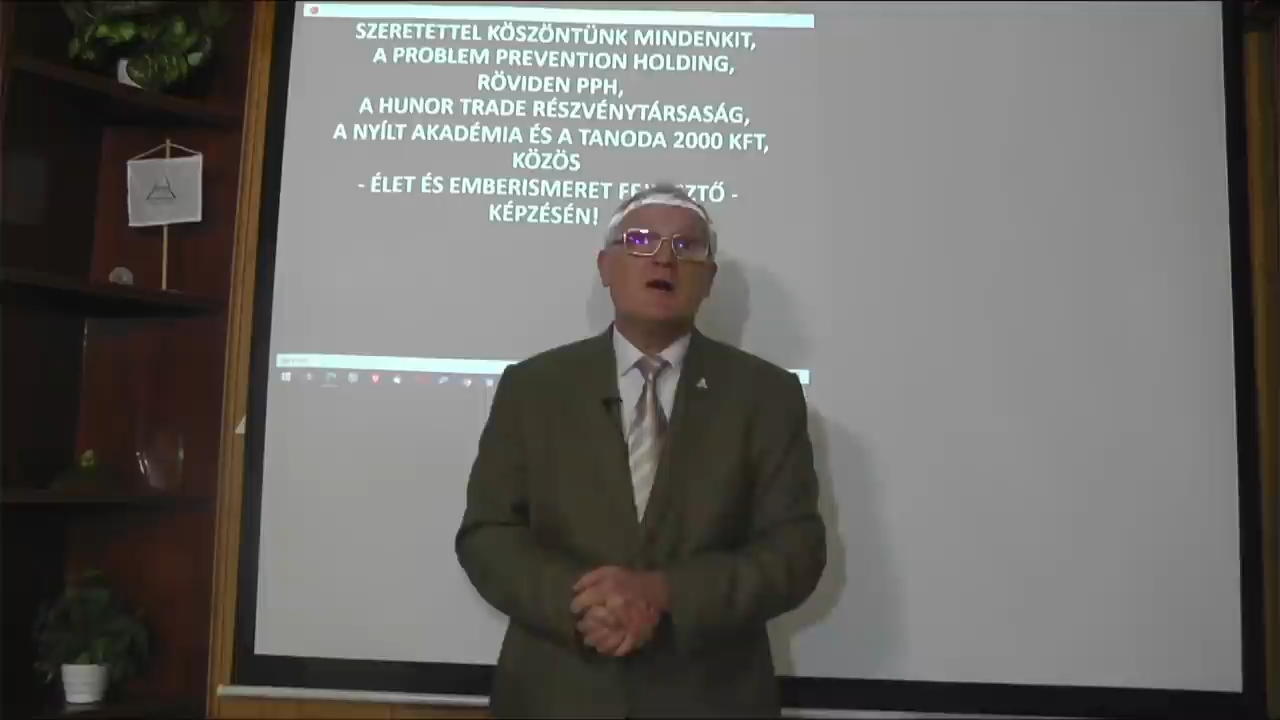 SZERETETTEL KÖSZÖNTÜNK MINDENKIT,
A PROBLEM PREVENTION HOLDING,
RÖVIDEN PPH,
A HUNOR TRADE RÉSZVÉNYTÁRSASÁG,
A NYÍLT AKADÉMIA ÉS A TANODA 2000 KFT,
KÖZÖS
- ÉLET ÉS EMBERISMERET -
KÉPZÉSÉN!